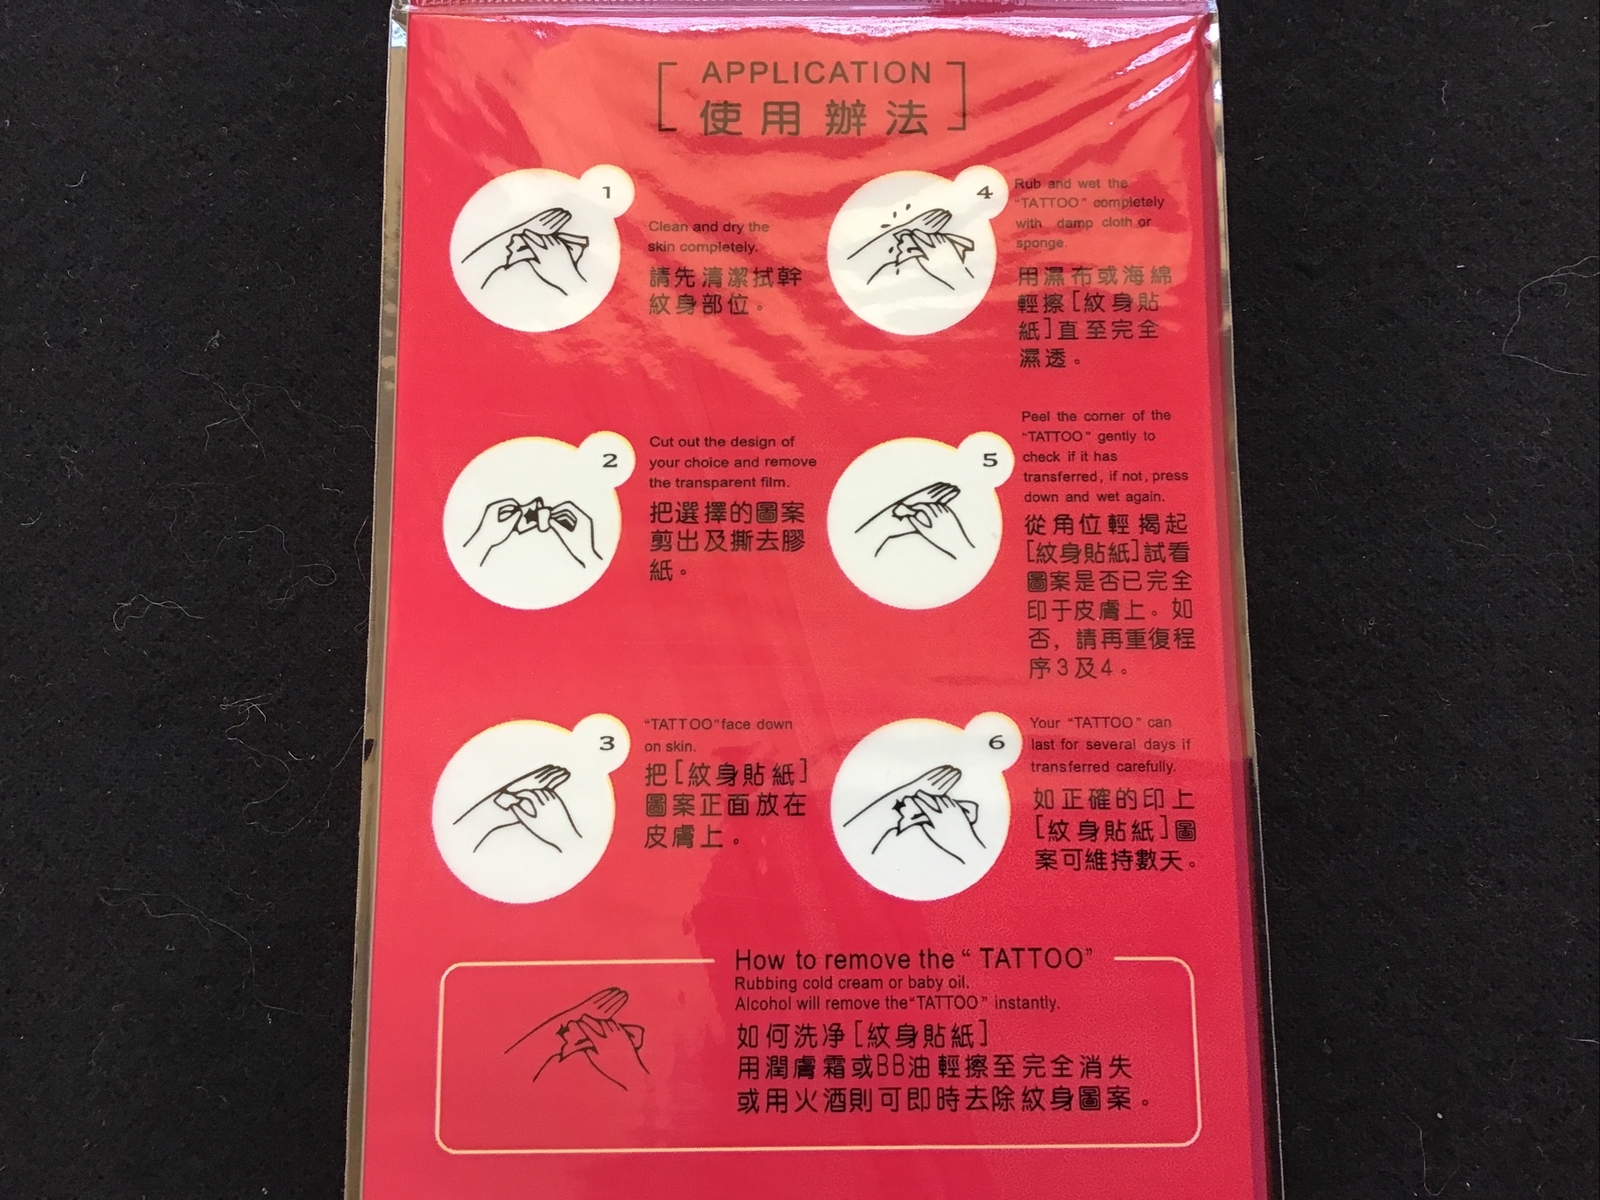 APPLICATION
使用辦法
1
Clean and dry the
skin completely.
請先清潔拭幹
紋身部位。
2
Cut out the design of
your choice and remove
the transparent film.
把選擇的圖案
剪出及撕去膠
紙。
3
“TATTOO”face down
on skin.
把[紋身貼紙]
圖案正面放在
皮膚上。
4
Rub and wet the
“TATTOO” completely
with damp cloth or
sponge.
用濕布或海綿
輕擦[紋身貼
紙]直至完全
濕透。
5
Peel the corner of the
“TATTOO” gently to
check if it has
transferred, if not, press
down and wet again.
從角位輕揭起
[紋身貼紙]試看
圖案是否已完全
印于皮膚上。如
否，請再重復程
序3及4。
6
Your “TATTOO” can
last for several days if
transferred carefully.
如正確的印上
[紋身貼紙]圖
案可維持數天。
How to remove the “ TATTOO”
Rubbing cold cream or baby oil.
Alcohol will remove the“TATTOO” instantly.
如何洗净[紋身貼紙]
用潤膚霜或BB油輕擦至完全消失
或用火酒則可即時去除紋身圖案。